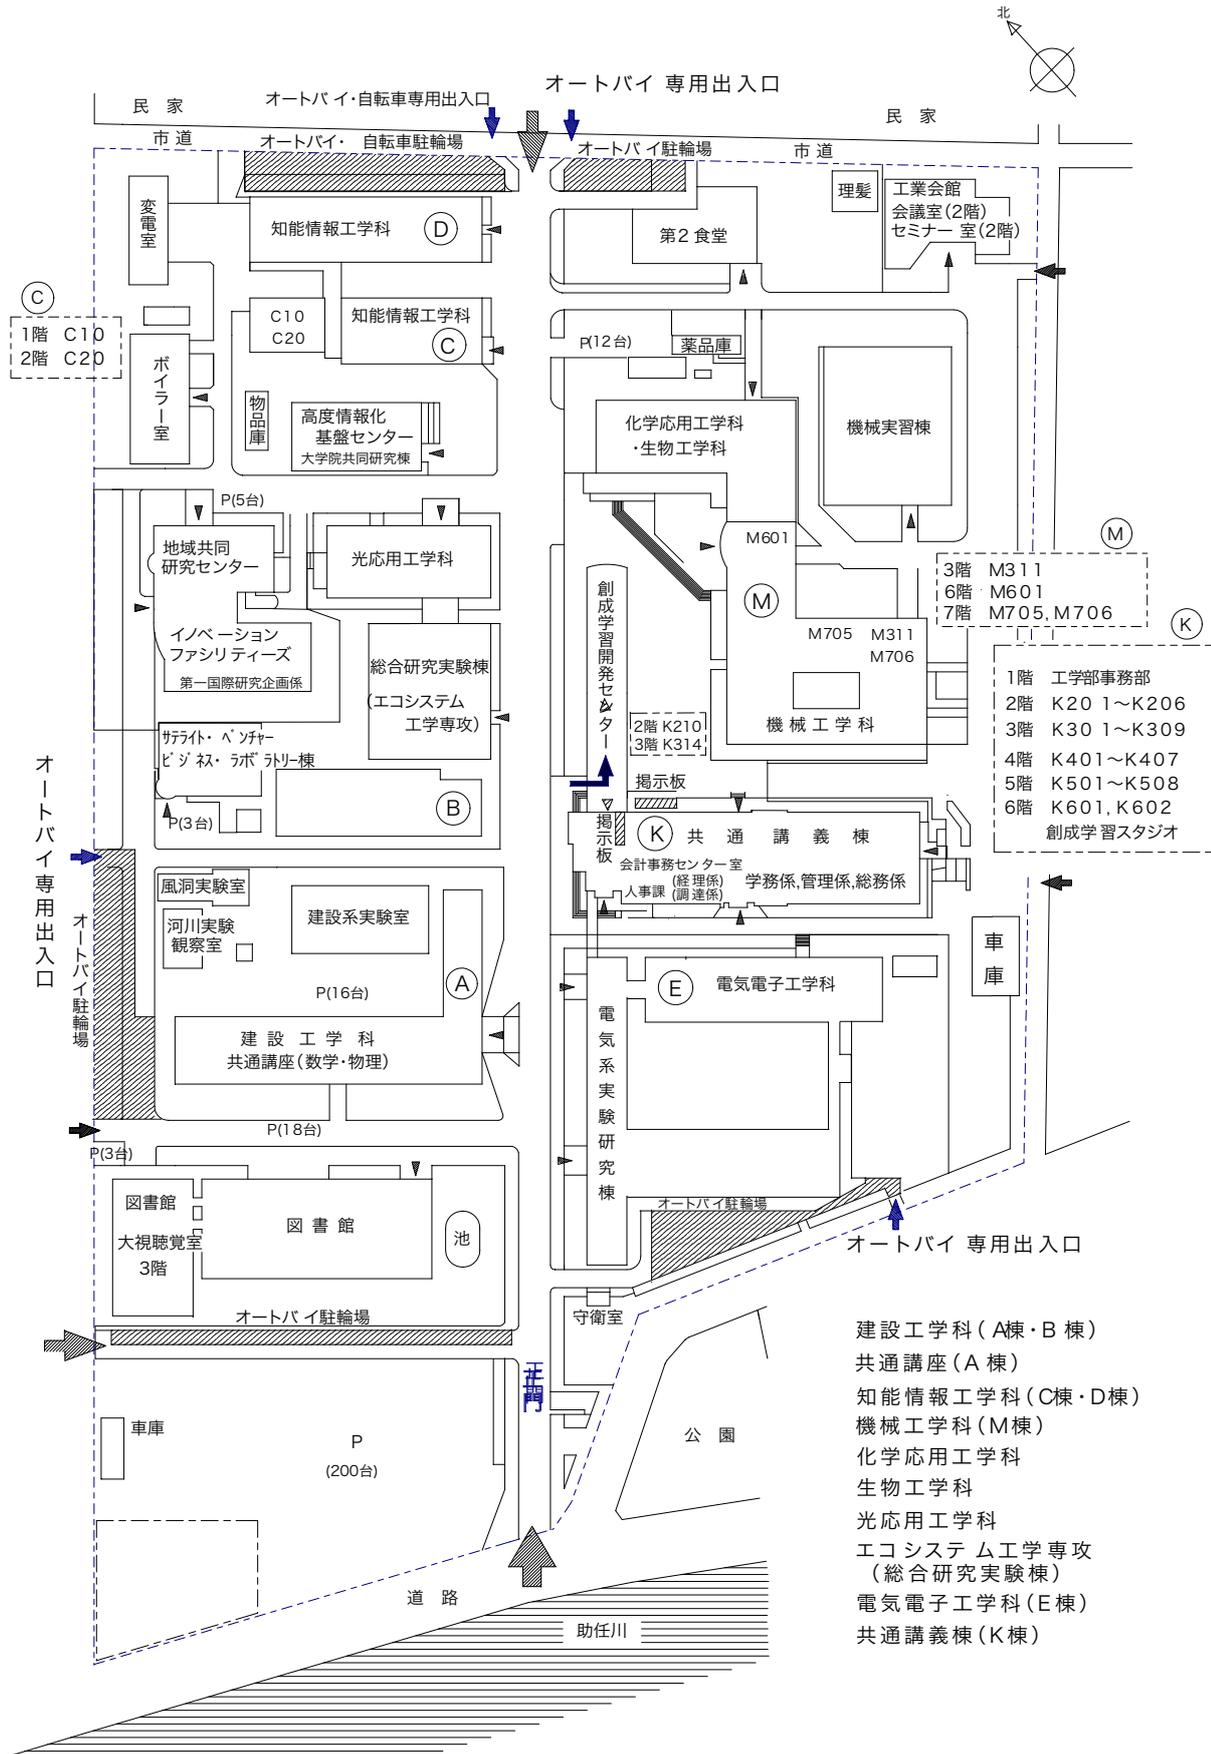 北
オートバイ 専用出入口
オートバイ・自転車専用出入口
民 家
民 家
市 道
オートバイ・ 自転車駐輪場
オートバイ駐輪場
市 道
変電室
知能情報工学科 D
第2 食堂
理髪
工業会館
会議室(2階)
セミナー 室(2階)
C
1階 C10
2階 C20
C10
C20
知能情報工学科
C
P(12台)
薬品庫
ボイラー室
物品庫
高度情報化
基盤センター
大学院共同研究棟
化学応用工学科
・生物工学科
機械実習棟
P(5台)
地域共同
研究センター
光応用工学科
M601
M
M
3階 M311
6階 M601
7階 M705, M706
イノベーション
ファシリティーズ
第一国際研究企画係
総合研究実験棟
(エコシステム
工学専攻)
創成学習開発センター
M705 M311
M706
機 械 工 学 科
2階 K210
3階 K314
K
1階 工学部事務部
2階 K20 1〜K206
3階 K30 1〜K309
4階 K401〜K407
5階 K501〜K508
6階 K601, K602
創成学習スタジオ
サテライト・ベンチャー
ビジネス・ラボラトリー棟
P(3台)
B
掲示板
掲示板
K 共 通 講 義 棟
会計事務センター室
(経理係)
人事課 (調達係)
学務係,管理係,総務係
オートバイ専用出入口
オートバイ駐輪場
風洞実験室
河川実験
観察室
建設系実験室
A
P(16台)
建 設 工 学 科
共通講座(数学・物理)
車庫
E 電気電子工学科
電気系実験研究棟
P(18台)
P(3台)
図書館
大視聴覚室
3階
図 書 館
池
オートバイ駐輪場
オートバイ 専用出入口
オートバイ駐輪場
守衛室
正門
車庫
P
(200台)
公 園
道 路
助任川
建設工学科(A棟・B 棟)
共通講座(A 棟)
知能情報工学科(C棟・D棟)
機械工学科(M棟)
化学応用工学科
生物工学科
光応用工学科
エコシステム工学専攻
(総合研究実験棟)
電気電子工学科(E棟)
共通講義棟(K棟)